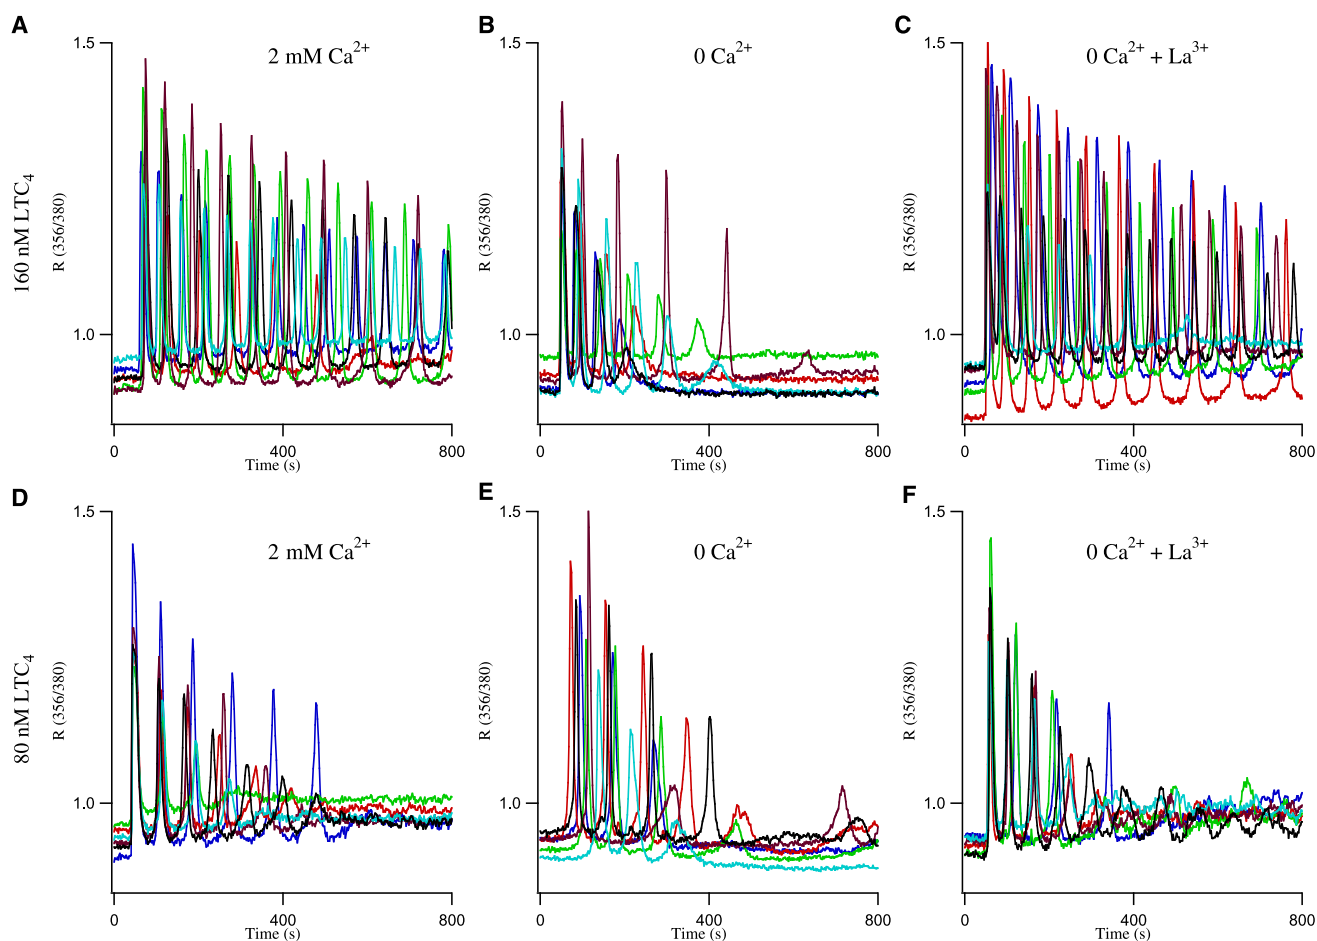 A
B
C
2 mM Ca²⁺
0 Ca²⁺
0 Ca²⁺ + La³⁺
160 nM LTC₄
R (356/380)
1.5
1.0
0
400
800
Time (s)
R (356/380)
1.5
1.0
0
400
800
Time (s)
R (356/380)
1.5
1.0
0
400
800
Time (s)
D
E
F
2 mM Ca²⁺
0 Ca²⁺
0 Ca²⁺ + La³⁺
80 nM LTC₄
R (356/380)
1.5
1.0
0
400
800
Time (s)
R (356/380)
1.5
1.0
0
400
800
Time (s)
R (356/380)
1.5
1.0
0
400
800
Time (s)